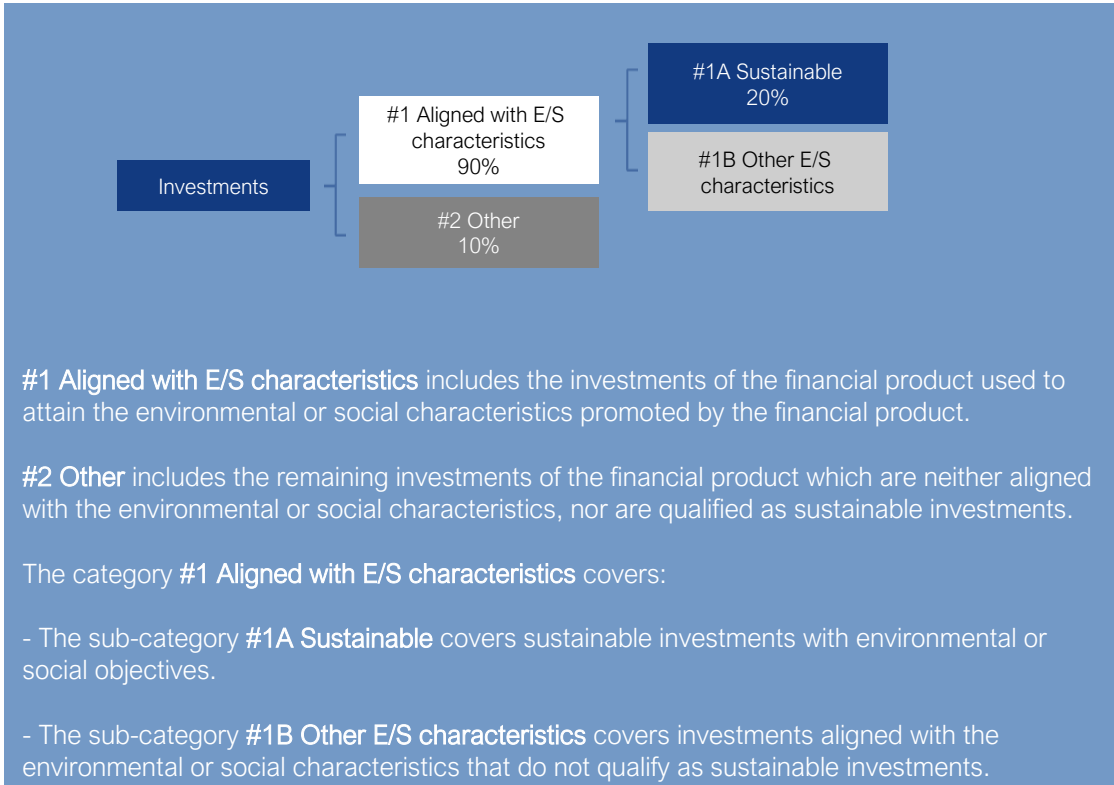 Investments
#1 Aligned with E/S
characteristics
90%
#2 Other
10%
#1A Sustainable
20%
#1B Other E/S
characteristics
#1 Aligned with E/S characteristics includes the investments of the financial product used to
attain the environmental or social characteristics promoted by the financial product.
#2 Other includes the remaining investments of the financial product which are neither aligned
with the environmental or social characteristics, nor are qualified as sustainable investments.
The category #1 Aligned with E/S characteristics covers:
- The sub-category #1A Sustainable covers sustainable investments with environmental or
social objectives.
- The sub-category #1B Other E/S characteristics covers investments aligned with the
environmental or social characteristics that do not qualify as sustainable investments.